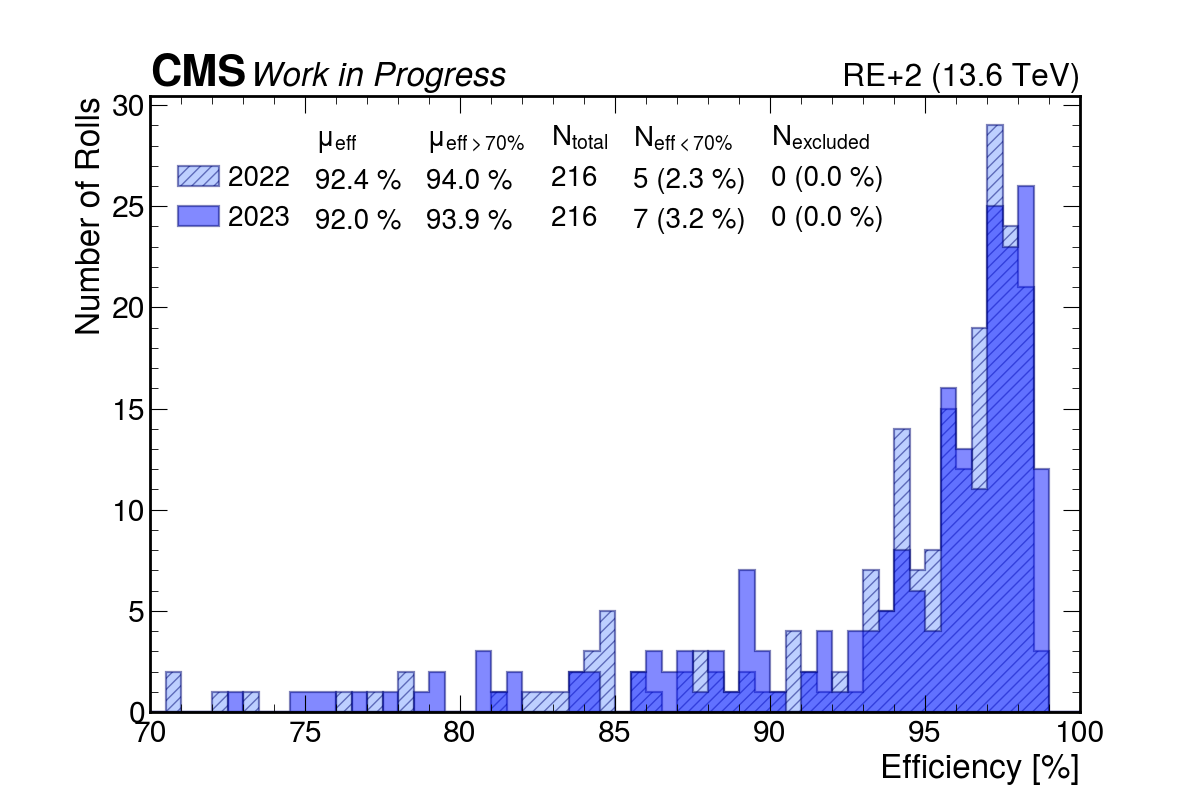 CMS Work in Progress RE+2 (13.6 TeV)
Number of Rolls
30
25
20
15
10
5
0
μeff μeff > 70% Ntotal Neff < 70% Nexcluded
2022 92.4 % 94.0 % 216 5 (2.3 %) 0 (0.0 %)
2023 92.0 % 93.9 % 216 7 (3.2 %) 0 (0.0 %)
70 75 80 85 90 95 100
Efficiency [%]